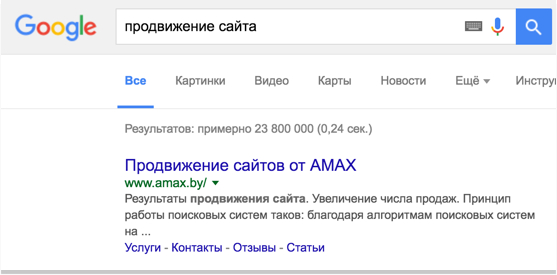 Google продвижение сайта
Все Картинки Видео Карты Новости Ещё Инстру
Результатов: примерно 23 800 000 (0,24 сек.)
Продвижение сайтов от AMAX
www.amax.by/
Результаты продвижения сайта. Увеличение числа продаж. Принцип
работы поисковых систем таков: благодаря алгоритмам поисковых систем
на ...
Услуги - Контакты - Отзывы - Статьи